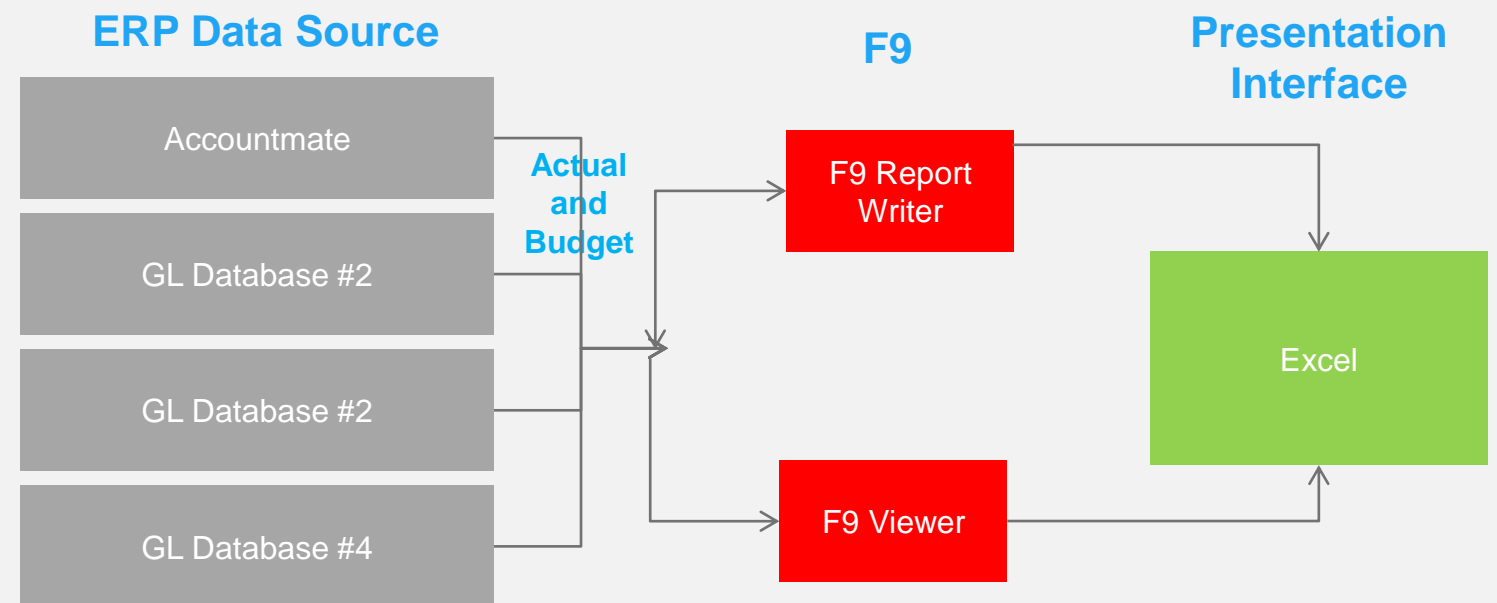 ERP Data Source
F9
Presentation
Interface
Accountmate
GL Database #2
GL Database #2
GL Database #4
Actual
and
Budget
F9 Report
Writer
F9 Viewer
Excel